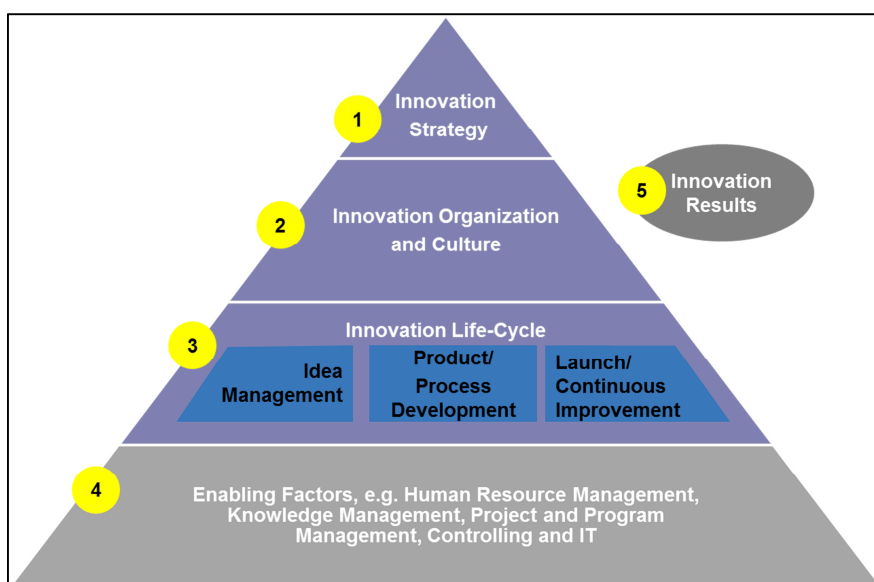 1
Innovation
Strategy
5
Innovation
Results
2
Innovation Organization
and Culture
3
Innovation Life-Cycle
Idea
Management
Product/
Process
Development
Launch/
Continuous
Improvement
4
Enabling Factors, e.g. Human Resource Management,
Knowledge Management, Project and Program
Management, Controlling and IT